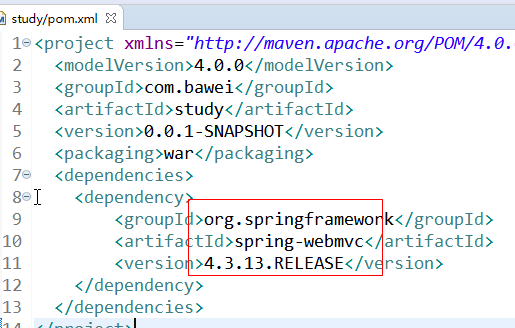 study/pom.xml
1 <project xmlns="http://maven.apache.org/POM/4.0.
2 <modelVersion>4.0.0</modelVersion>
3 <groupId>com.bawei</groupId>
4 <artifactId>study</artifactId>
5 <version>0.0.1-SNAPSHOT</version>
6 <packaging>war</packaging>
7 <dependencies>
8 <dependency>
9 <groupId>org.springframework</groupId>
10 <artifactId>spring-webmvc</artifactId>
11 <version>4.3.13.RELEASE</version>
12 </dependency>
13 </dependencies>
14 </project>